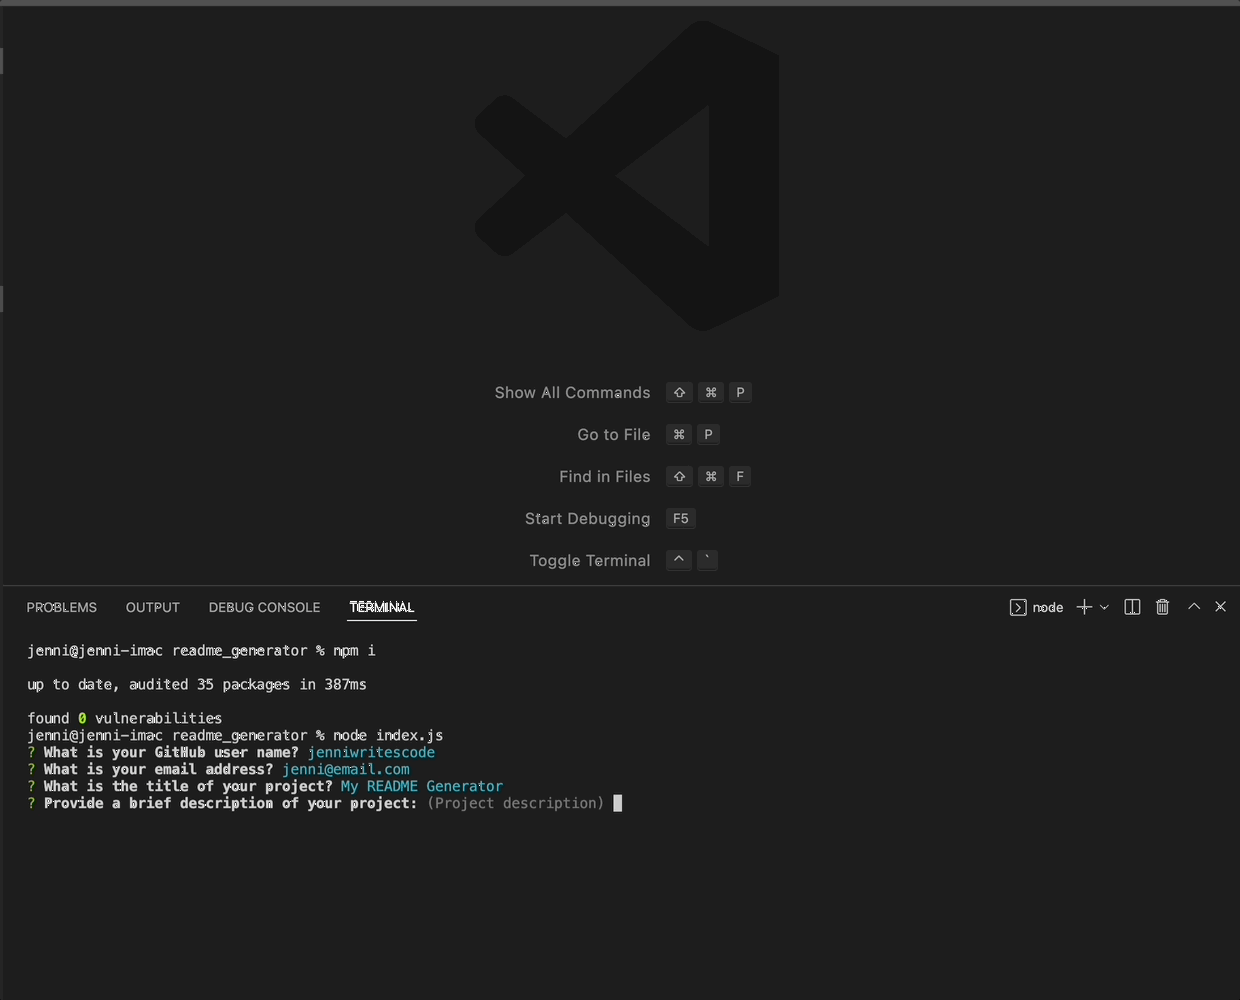 Show All Commands ⇧ ⌘ P
Go to File ⌘ P
Find in Files ⇧ ⌘ F
Start Debugging F5
Toggle Terminal ^ `
PROBLEMS OUTPUT DEBUG CONSOLE TERMINAL node
jenni@jenni-imac readme_generator % npm i
up to date, audited 35 packages in 387ms
found 0 vulnerabilities
jenni@jenni-imac readme_generator % node index.js
? What is your GitHub user name? jenniwritescode
? What is your email address? jenni@email.com
? What is the title of your project? My README Generator
? Provide a brief description of your project: (Project description)